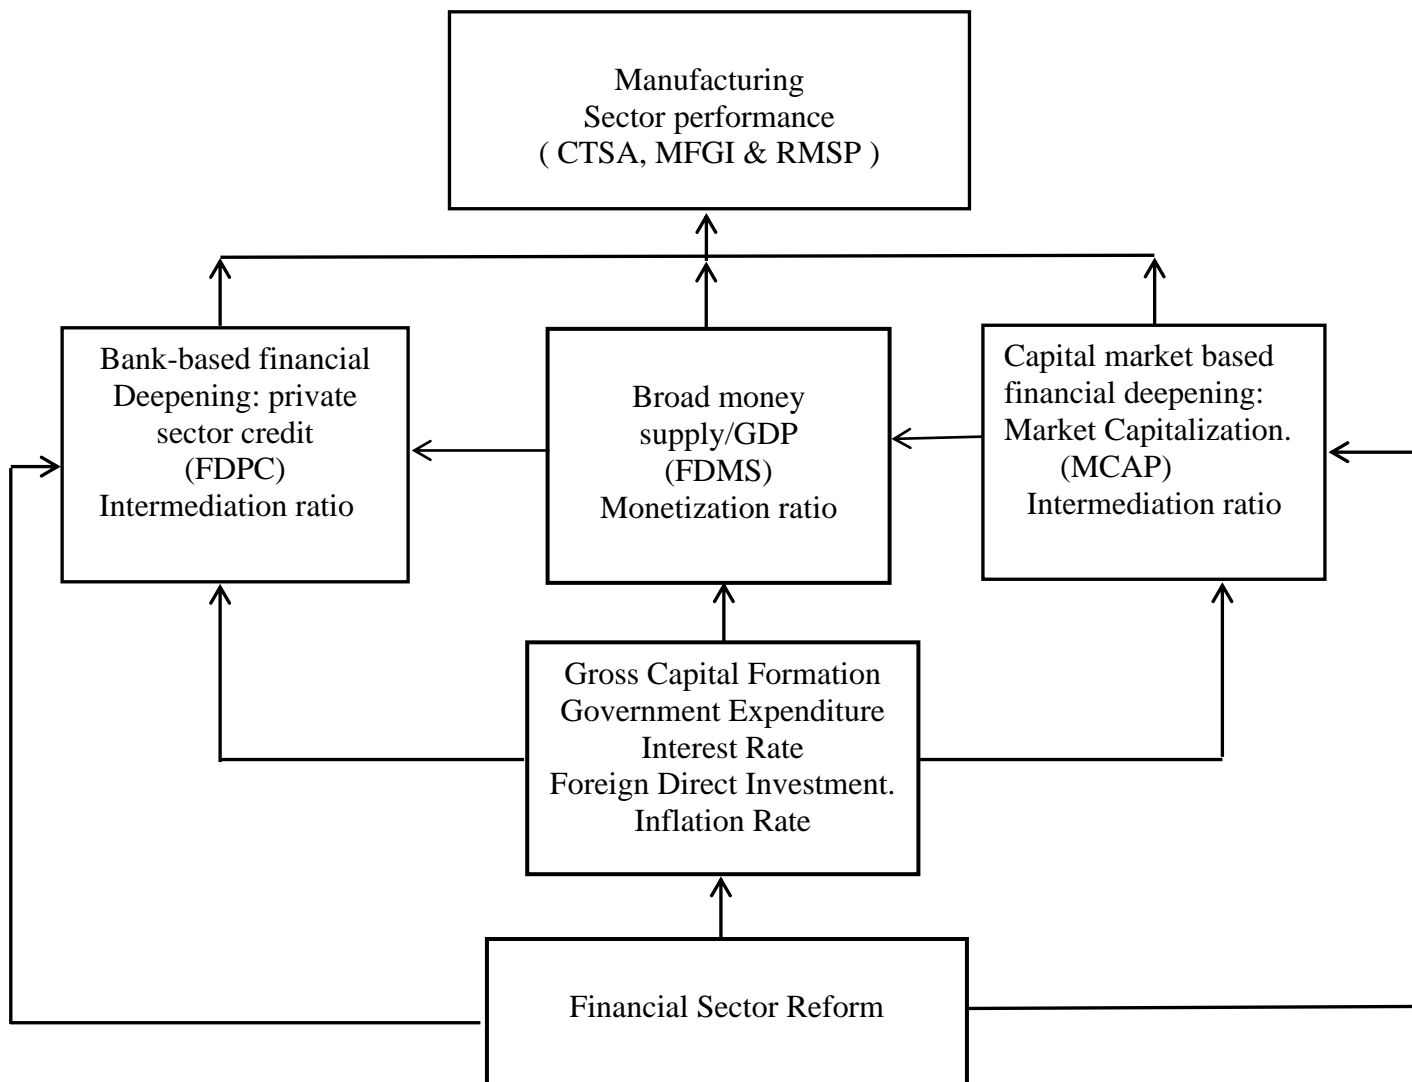 Manufacturing
Sector performance
( CTSA, MFGI & RMSP )
Bank-based financial
Deepening: private
sector credit
(FDPC)
Intermediation ratio
Broad money
supply/GDP
(FDMS)
Monetization ratio
Capital market based
financial deepening:
Market Capitalization.
(MCAP)
Intermediation ratio
Gross Capital Formation
Government Expenditure
Interest Rate
Foreign Direct Investment.
Inflation Rate
Financial Sector Reform